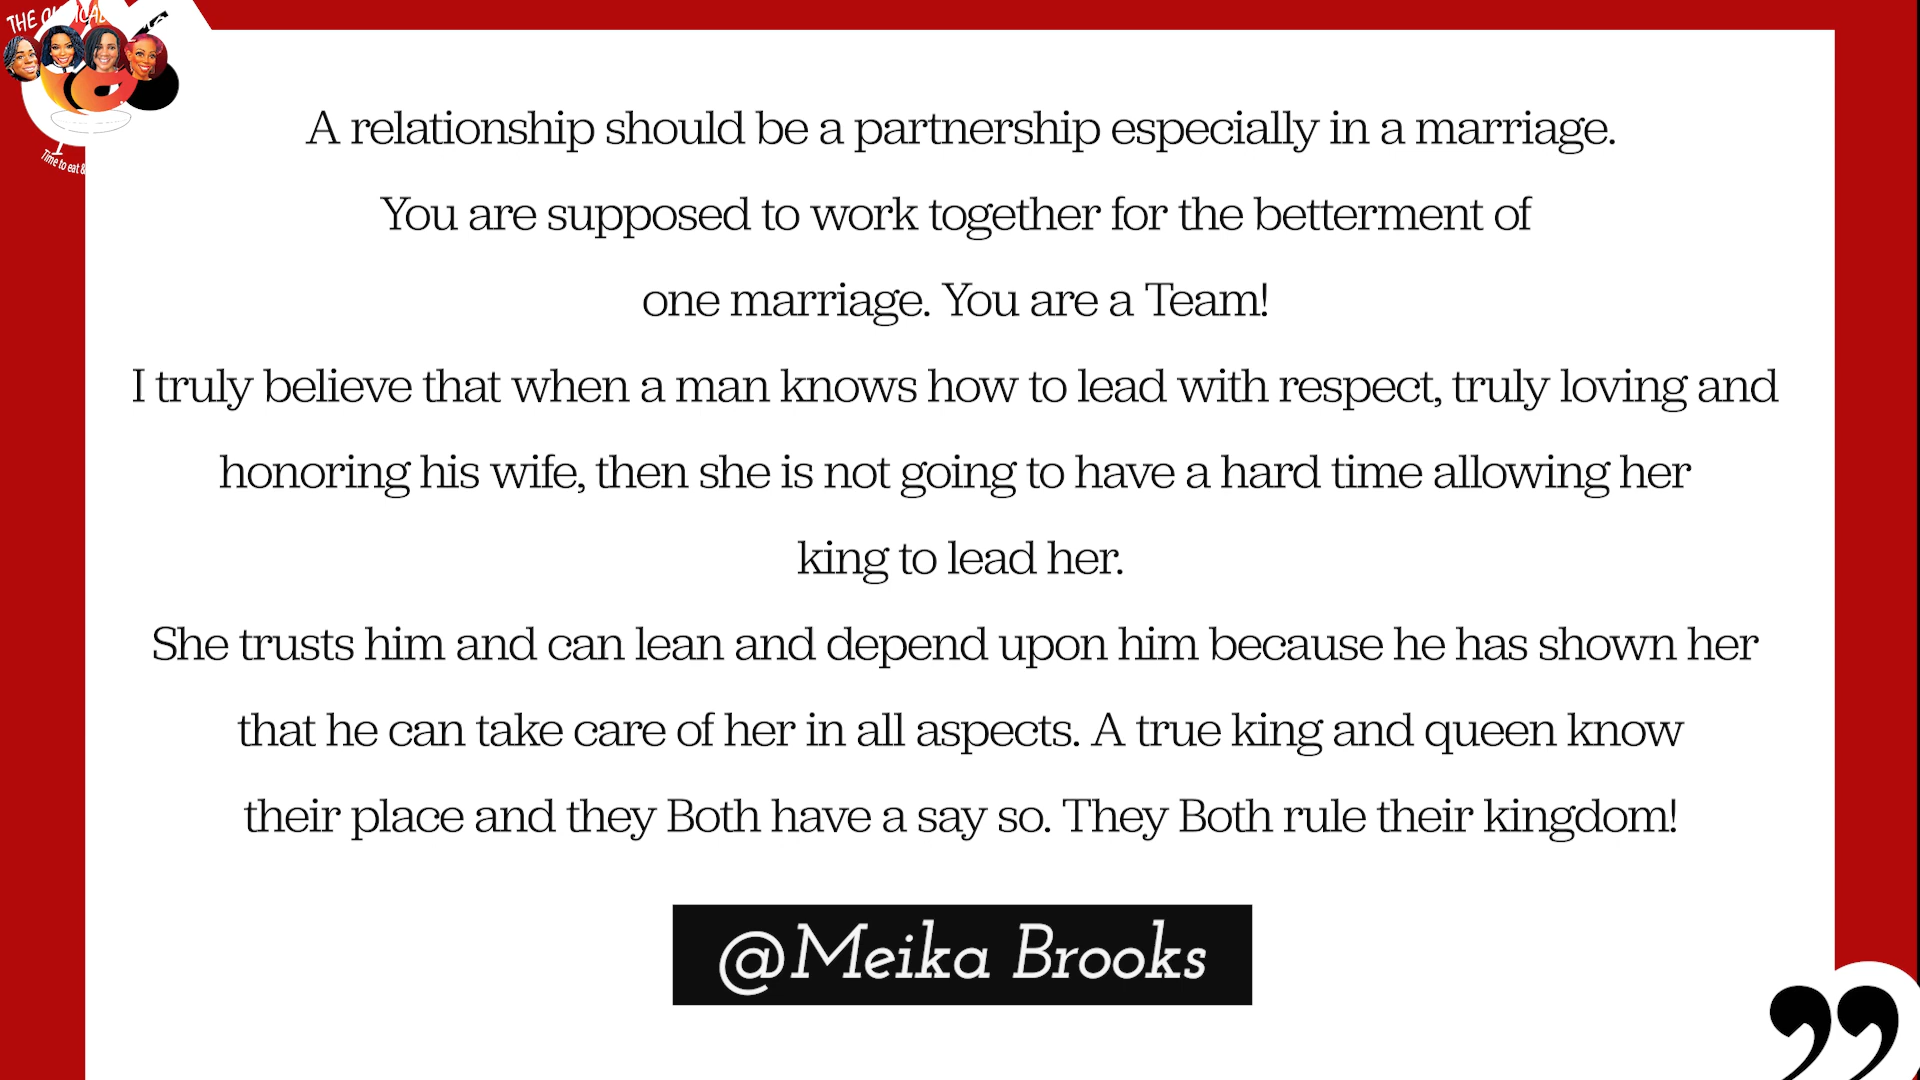 THE
A relationship should be a partnership especially in a marriage.
You are supposed to work together for the betterment of
one marriage. You are a Team!
I truly believe that when a man knows how to lead with respect, truly loving and
honoring his wife, then she is not going to have a hard time allowing her
king to lead her.
She trusts him and can lean and depend upon him because he has shown her
that he can take care of her in all aspects. A true king and queen know
their place and they Both have a say so. They Both rule their kingdom!
@Meika Brooks
Time to eat &